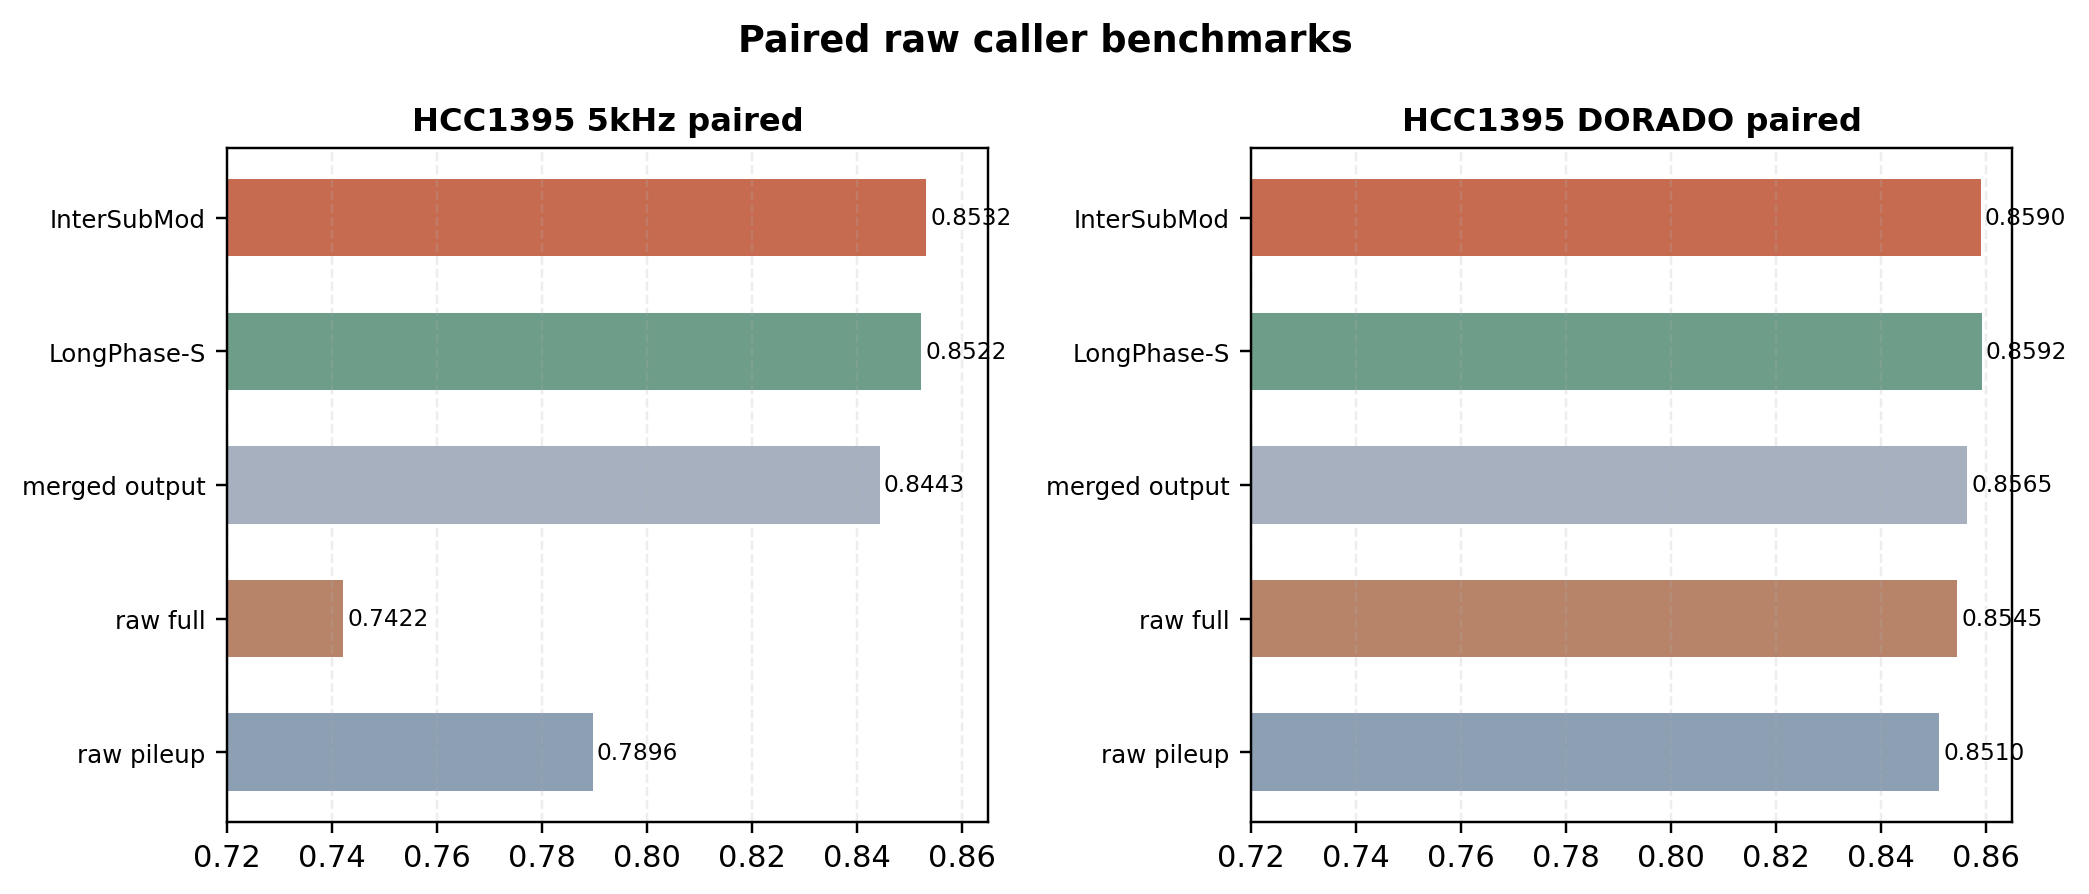 Paired raw caller benchmarks
HCC1395 5kHz paired
InterSubMod
0.8532
LongPhase-S
0.8522
merged output
0.8443
raw full
0.7422
raw pileup
0.7896
0.72 0.74 0.76 0.78 0.80 0.82 0.84 0.86
HCC1395 DORADO paired
InterSubMod
0.8590
LongPhase-S
0.8592
merged output
0.8565
raw full
0.8545
raw pileup
0.8510
0.72 0.74 0.76 0.78 0.80 0.82 0.84 0.86